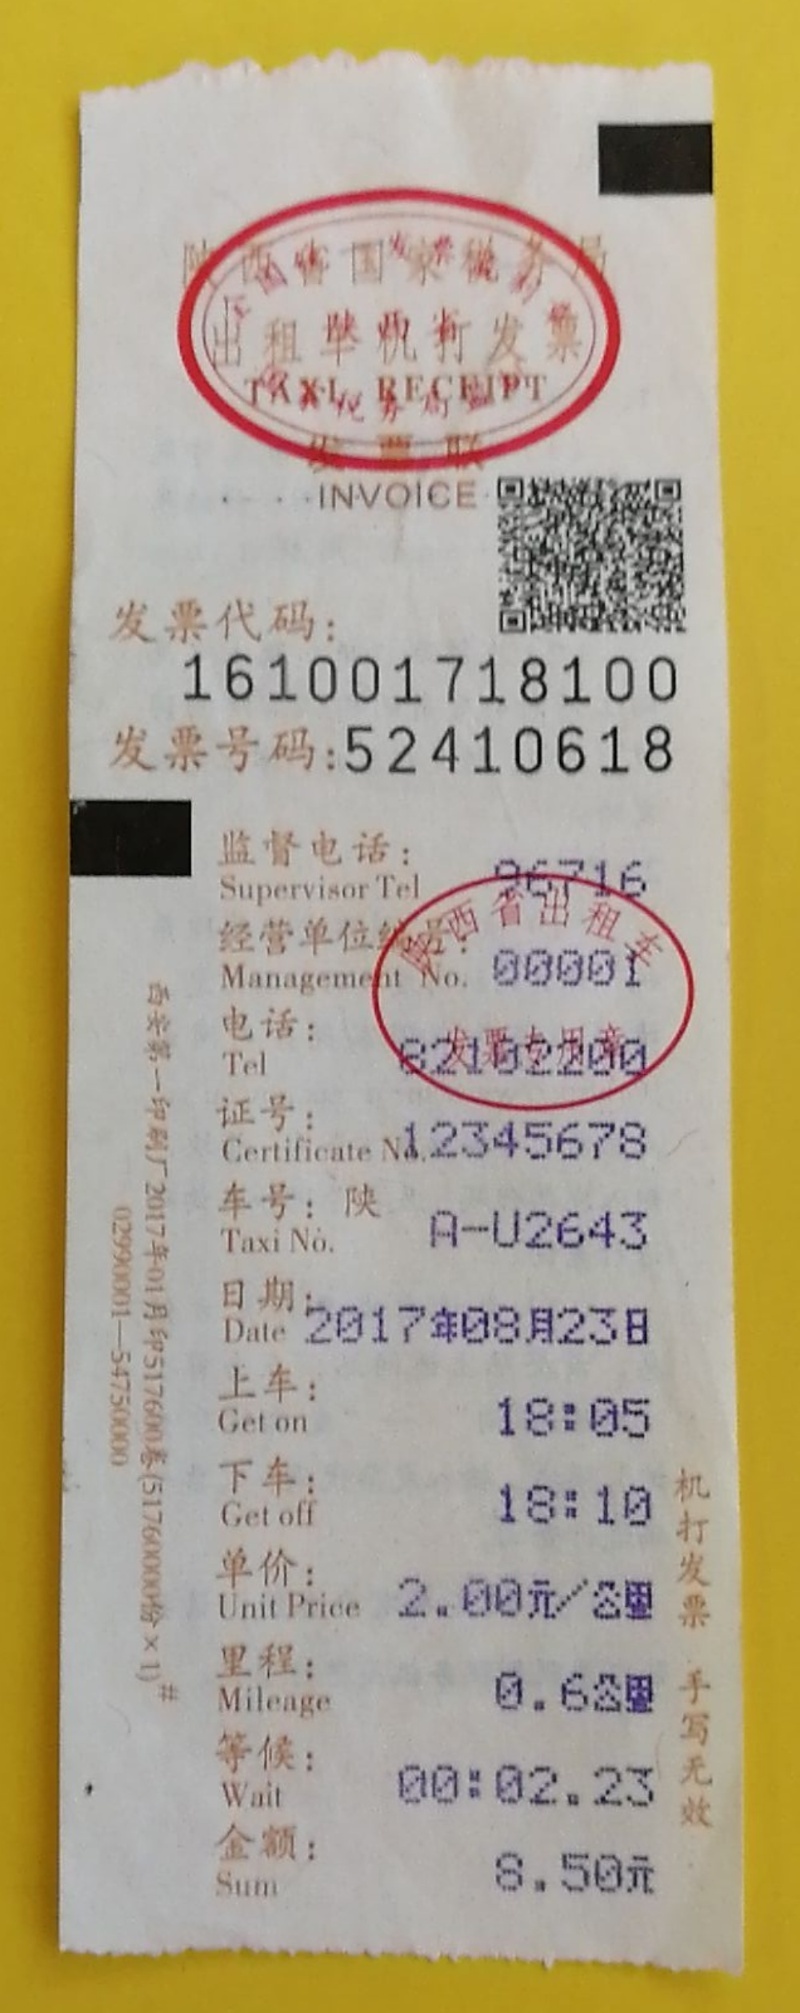 陕西省国家税务局
出租车机打发票
TAXI RECEIPT
发票联
INVOICE
发票代码:
161001718100
发票号码:52410618
监督电话: 96716
Supervisor Tel
经营单位编号: 00001
Management No.
电话: 82102200
Tel
证号: 12345678
Certificate No.
车号: 陕 A-U2643
Taxi No.
日期: 2017年08月23日
Date
上车: 18:05
Get on
下车: 18:10
Get off
单价: 2.00元/公里
Unit Price
里程: 0.6公里
Mileage
等候: 00:02.23
Wait
金额: 8.50元
Sum
陕西省出租车
发票专用章
机打发票 手写无效
西安第一印刷厂2017年01月印517600卷(51760000份×1)#
02990001—54750000